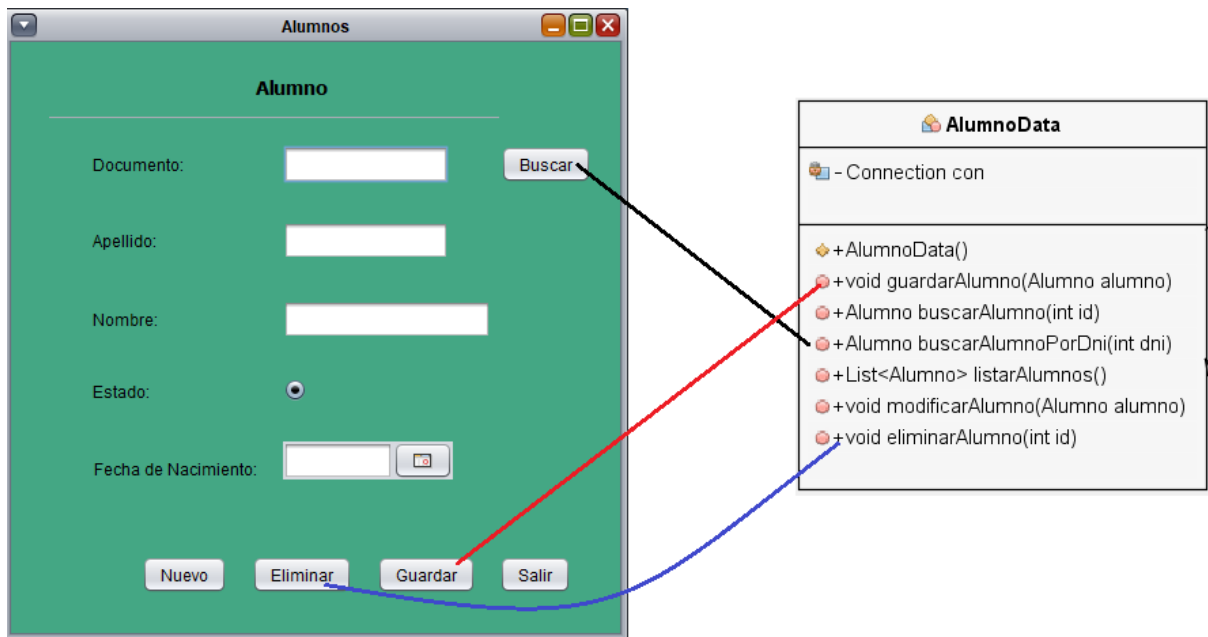 Alumnos
Alumno
Documento:
Buscar
Apellido:
Nombre:
Estado:
Fecha de Nacimiento:
Nuevo
Eliminar
Guardar
Salir
AlumnoData
- Connection con
+AlumnoData()
+void guardarAlumno(Alumno alumno)
+Alumno buscarAlumno(int id)
+Alumno buscarAlumnoPorDni(int dni)
+List<Alumno> listarAlumnos()
+void modificarAlumno(Alumno alumno)
+void eliminarAlumno(int id)